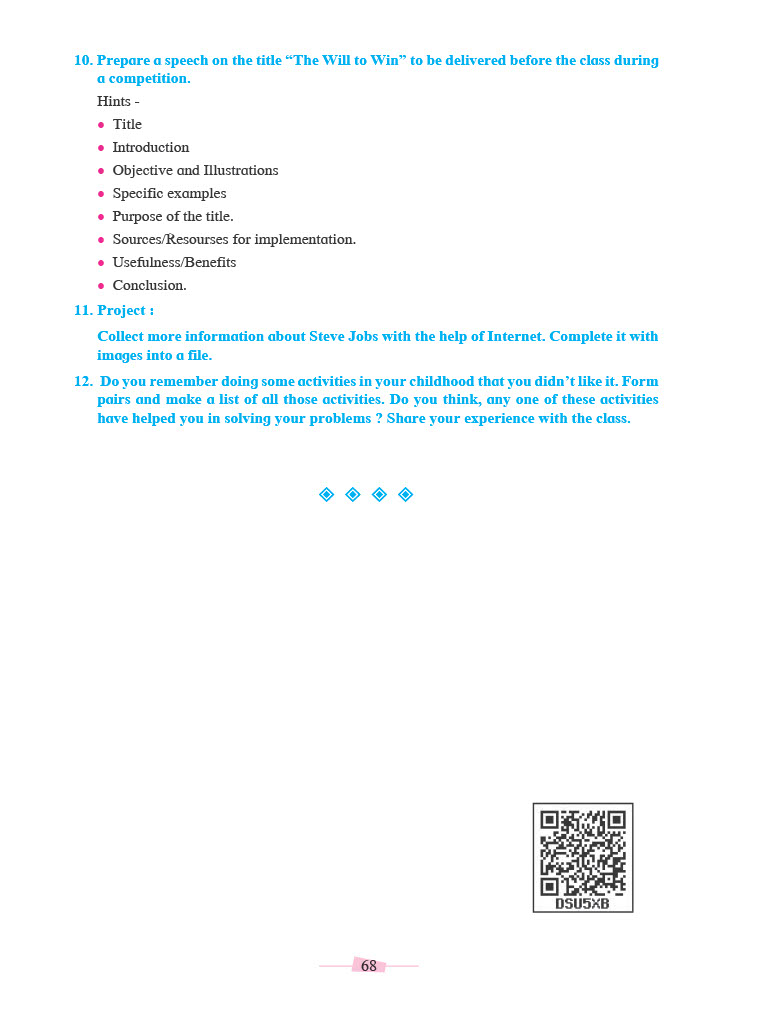 10. Prepare a speech on the title “The Will to Win” to be delivered before the class during
a competition.
Hints -
• Title
• Introduction
• Objective and Illustrations
• Specific examples
• Purpose of the title.
• Sources/Resourses for implementation.
• Usefulness/Benefits
• Conclusion.
11. Project :
Collect more information about Steve Jobs with the help of Internet. Complete it with
images into a file.
12. Do you remember doing some activities in your childhood that you didn’t like it. Form
pairs and make a list of all those activities. Do you think, any one of these activities
have helped you in solving your problems ? Share your experience with the class.
DSU5XB
68